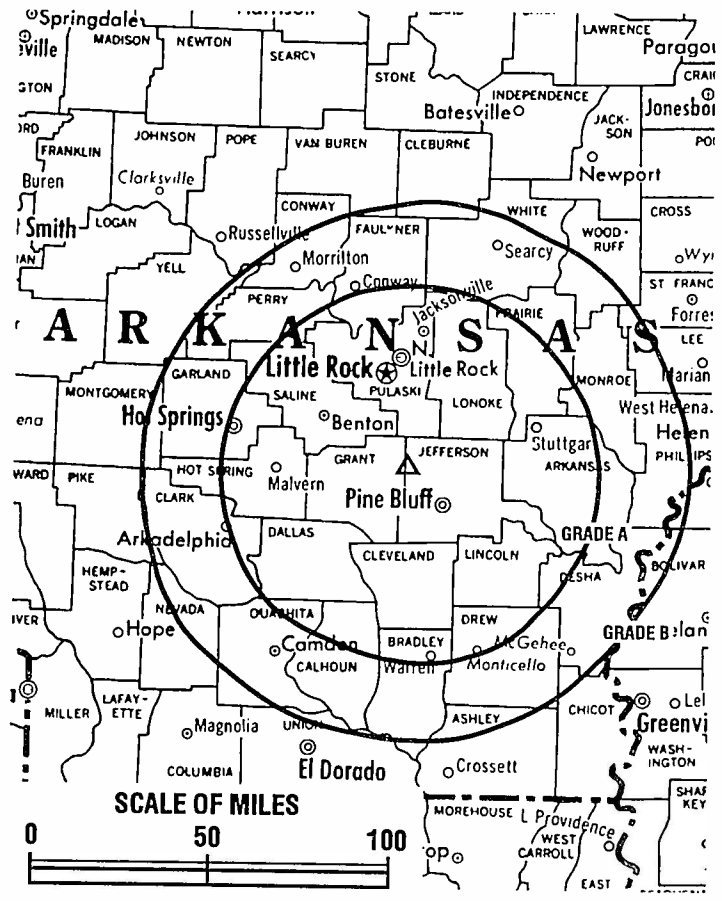 Springdale
MADISON
NEWTON
SEARCY
STONE
LAWRENCE
INDEPENDENCE
Batesville
JACK-
SON
Newport
FRANKLIN
JOHNSON
POPE
VAN BUREN
CLEBURNE
Buren
Clarksville
Smith
LOGAN
CONWAY
FAULKNER
WHITE
WOOD-
RUFF
CROSS
Russellville
Morrilton
Searcy
YELL
Conway
PERRY
Jacksonville
PRAIRIE
ARKANSAS
LEE
Little Rock
N Little Rock
PULASKI
GARLAND
MONTGOMERY
SALINE
LONOKE
MONROE
West Helena
Hot Springs
Benton
Stuttgar
GRANT
JEFFERSON
ARKANSAS
PHILLIPS
HOT SPRING
Malvern
PIKE
CLARK
Pine Bluff
Arkadelphia
DALLAS
GRADE A
CLEVELAND
LINCOLN
DESHA
BOLIVAR
HEMP-
STEAD
NEVADA
OUACHITA
DREW
Hope
Camden
BRADLEY
McGehee
GRADE B
CALHOUN
Warren
Monticello
MILLER
LAFAY-
ETTE
Magnolia
UNION
ASHLEY
CHICOT
Greenvi
WASH-
INGTON
COLUMBIA
El Dorado
Crossett
SCALE OF MILES
0 50 100
MOREHOUSE
L Providence
WEST
CARROLL
EAST